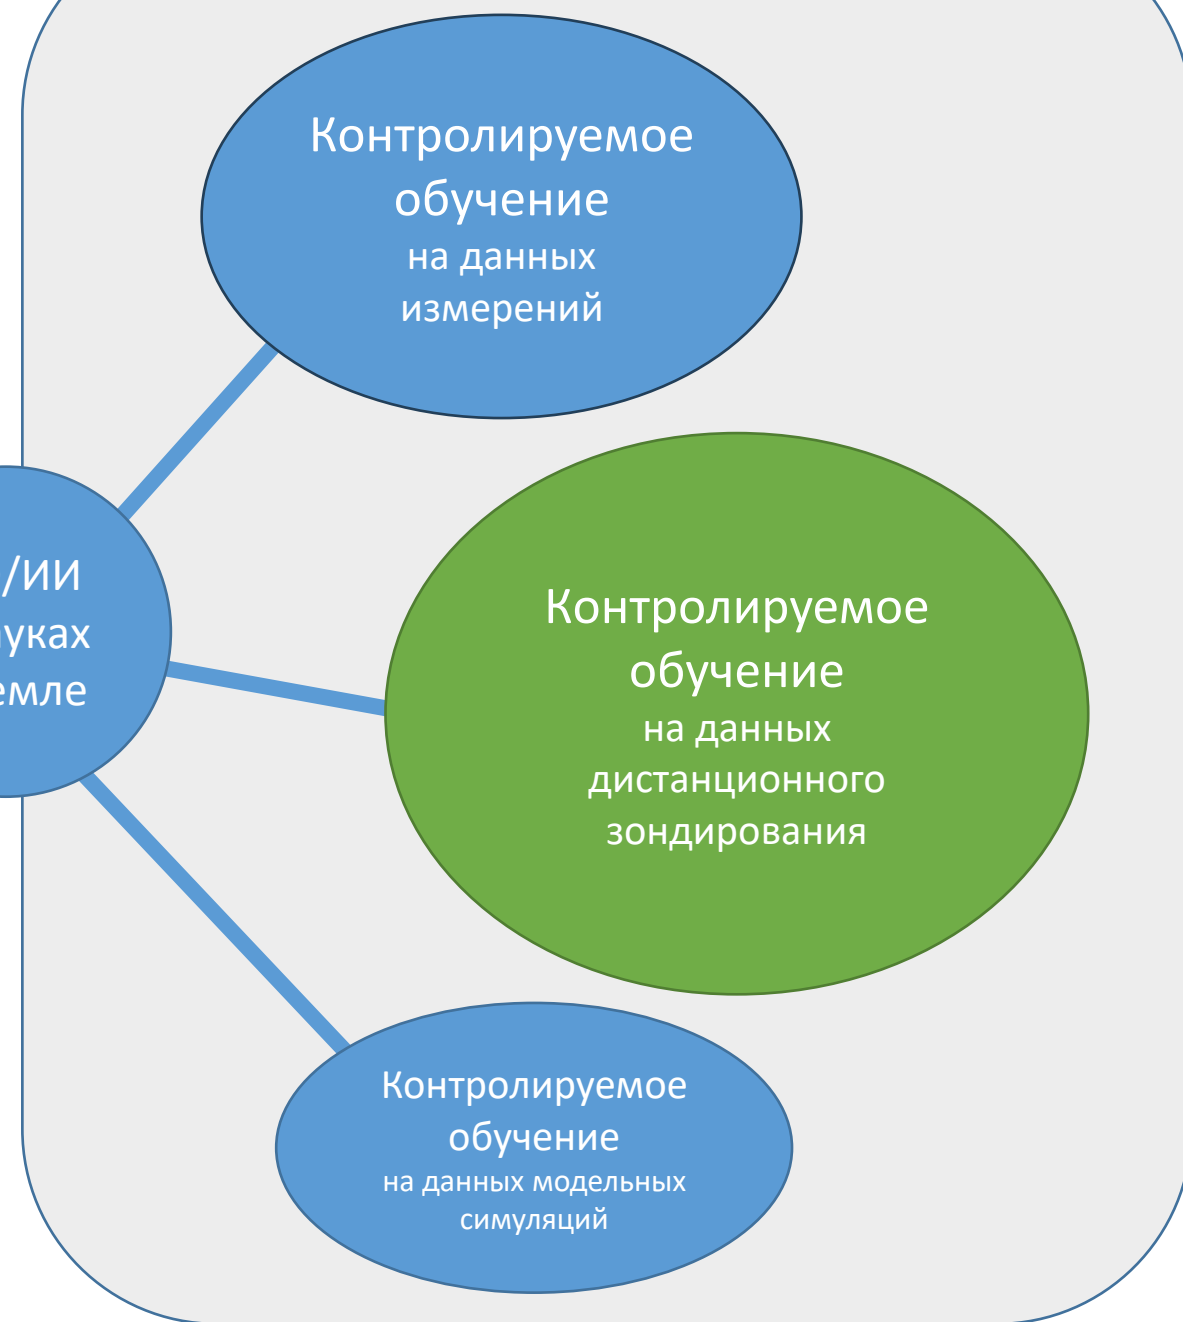 Контролируемое
обучение
на данных
измерений
/ИИ
уках
емле
Контролируемое
обучение
на данных
дистанционного
зондирования
Контролируемое
обучение
на данных модельных
симуляций